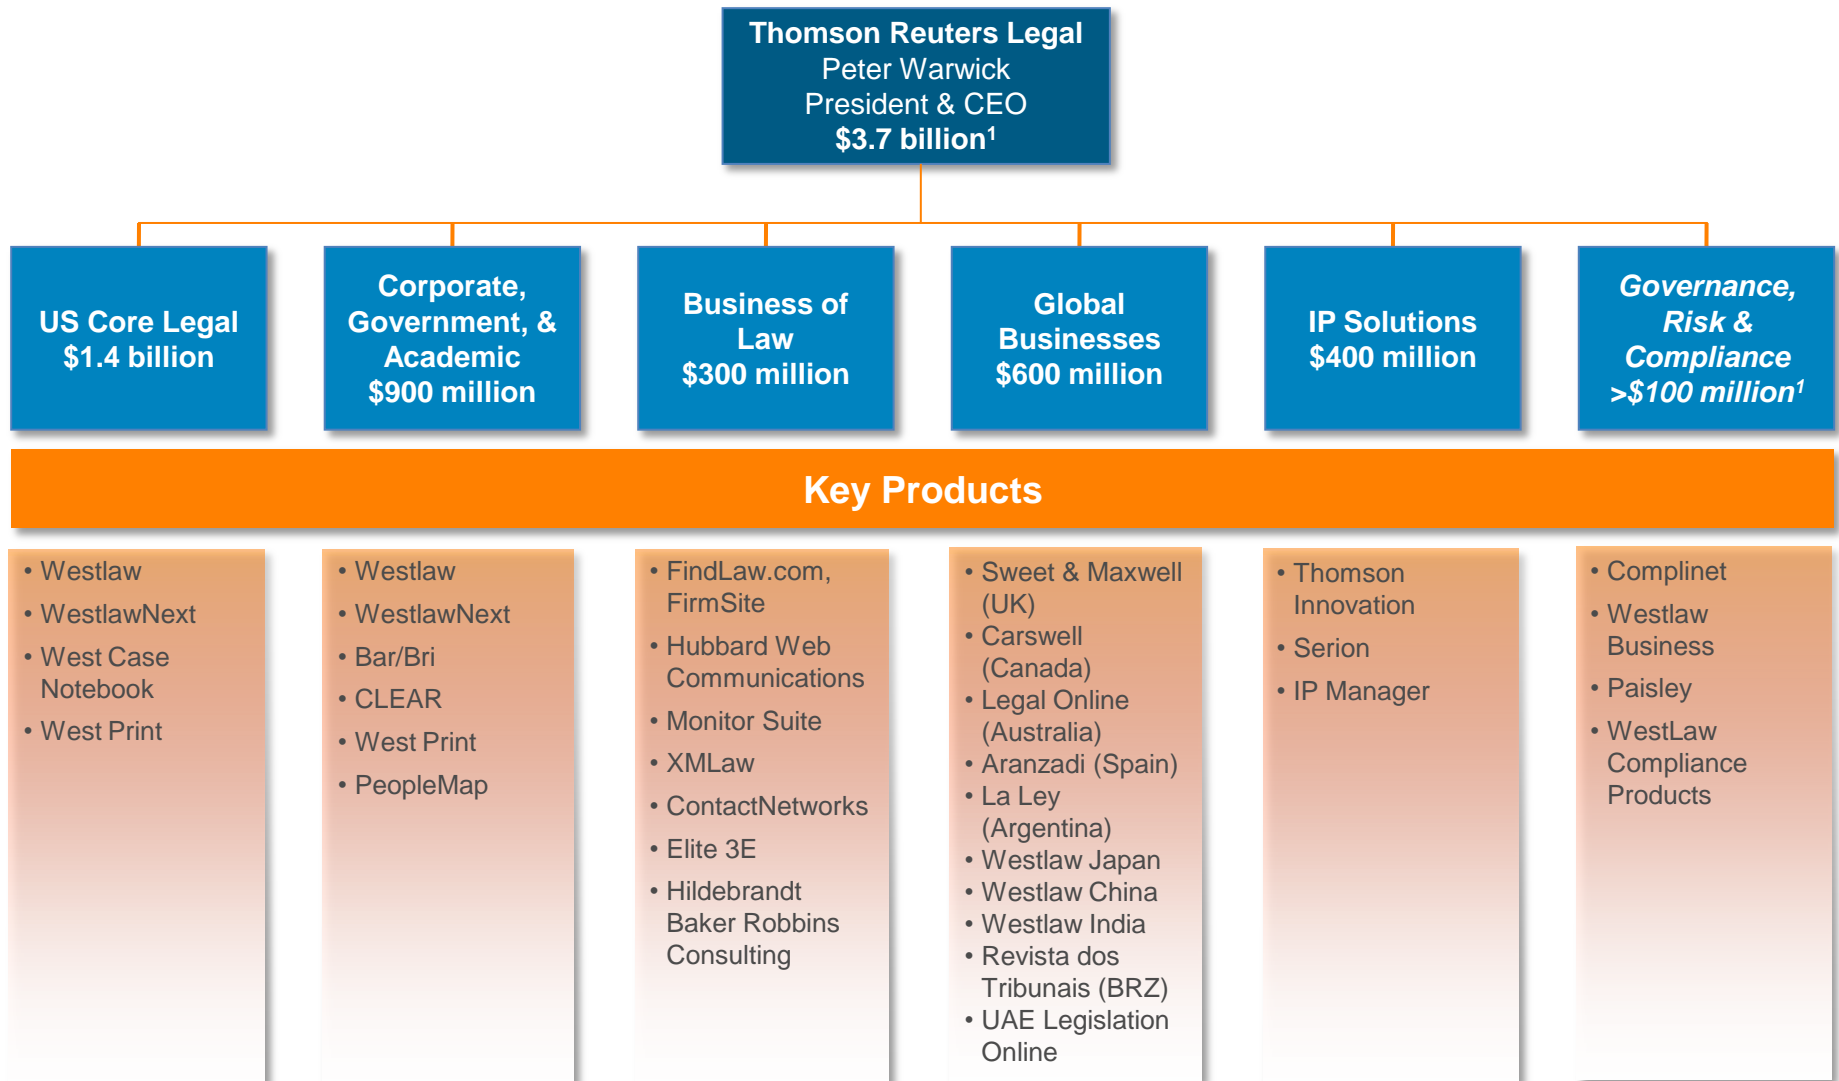 Thomson Reuters Legal
Peter Warwick
President & CEO
$3.7 billion1
US Core Legal
$1.4 billion
Corporate,
Government, &
Academic
$900 million
Business of
Law
$300 million
Global
Businesses
$600 million
IP Solutions
$400 million
Governance,
Risk &
Compliance
>$100 million1
Key Products
• Westlaw
• WestlawNext
• West Case
Notebook
• West Print
• Westlaw
• WestlawNext
• Bar/Bri
• CLEAR
• West Print
• PeopleMap
• FindLaw.com,
FirmSite
• Hubbard Web
Communications
• Monitor Suite
• XMLaw
• ContactNetworks
• Elite 3E
• Hildebrandt
Baker Robbins
Consulting
• Sweet & Maxwell
(UK)
• Carswell
(Canada)
• Legal Online
(Australia)
• Aranzadi (Spain)
• La Ley
(Argentina)
• Westlaw Japan
• Westlaw China
• Westlaw India
• Revista dos
Tribunais (BRZ)
• UAE Legislation
Online
• Thomson
Innovation
• Serion
• IP Manager
• Complinet
• Westlaw
Business
• Paisley
• WestLaw
Compliance
Products